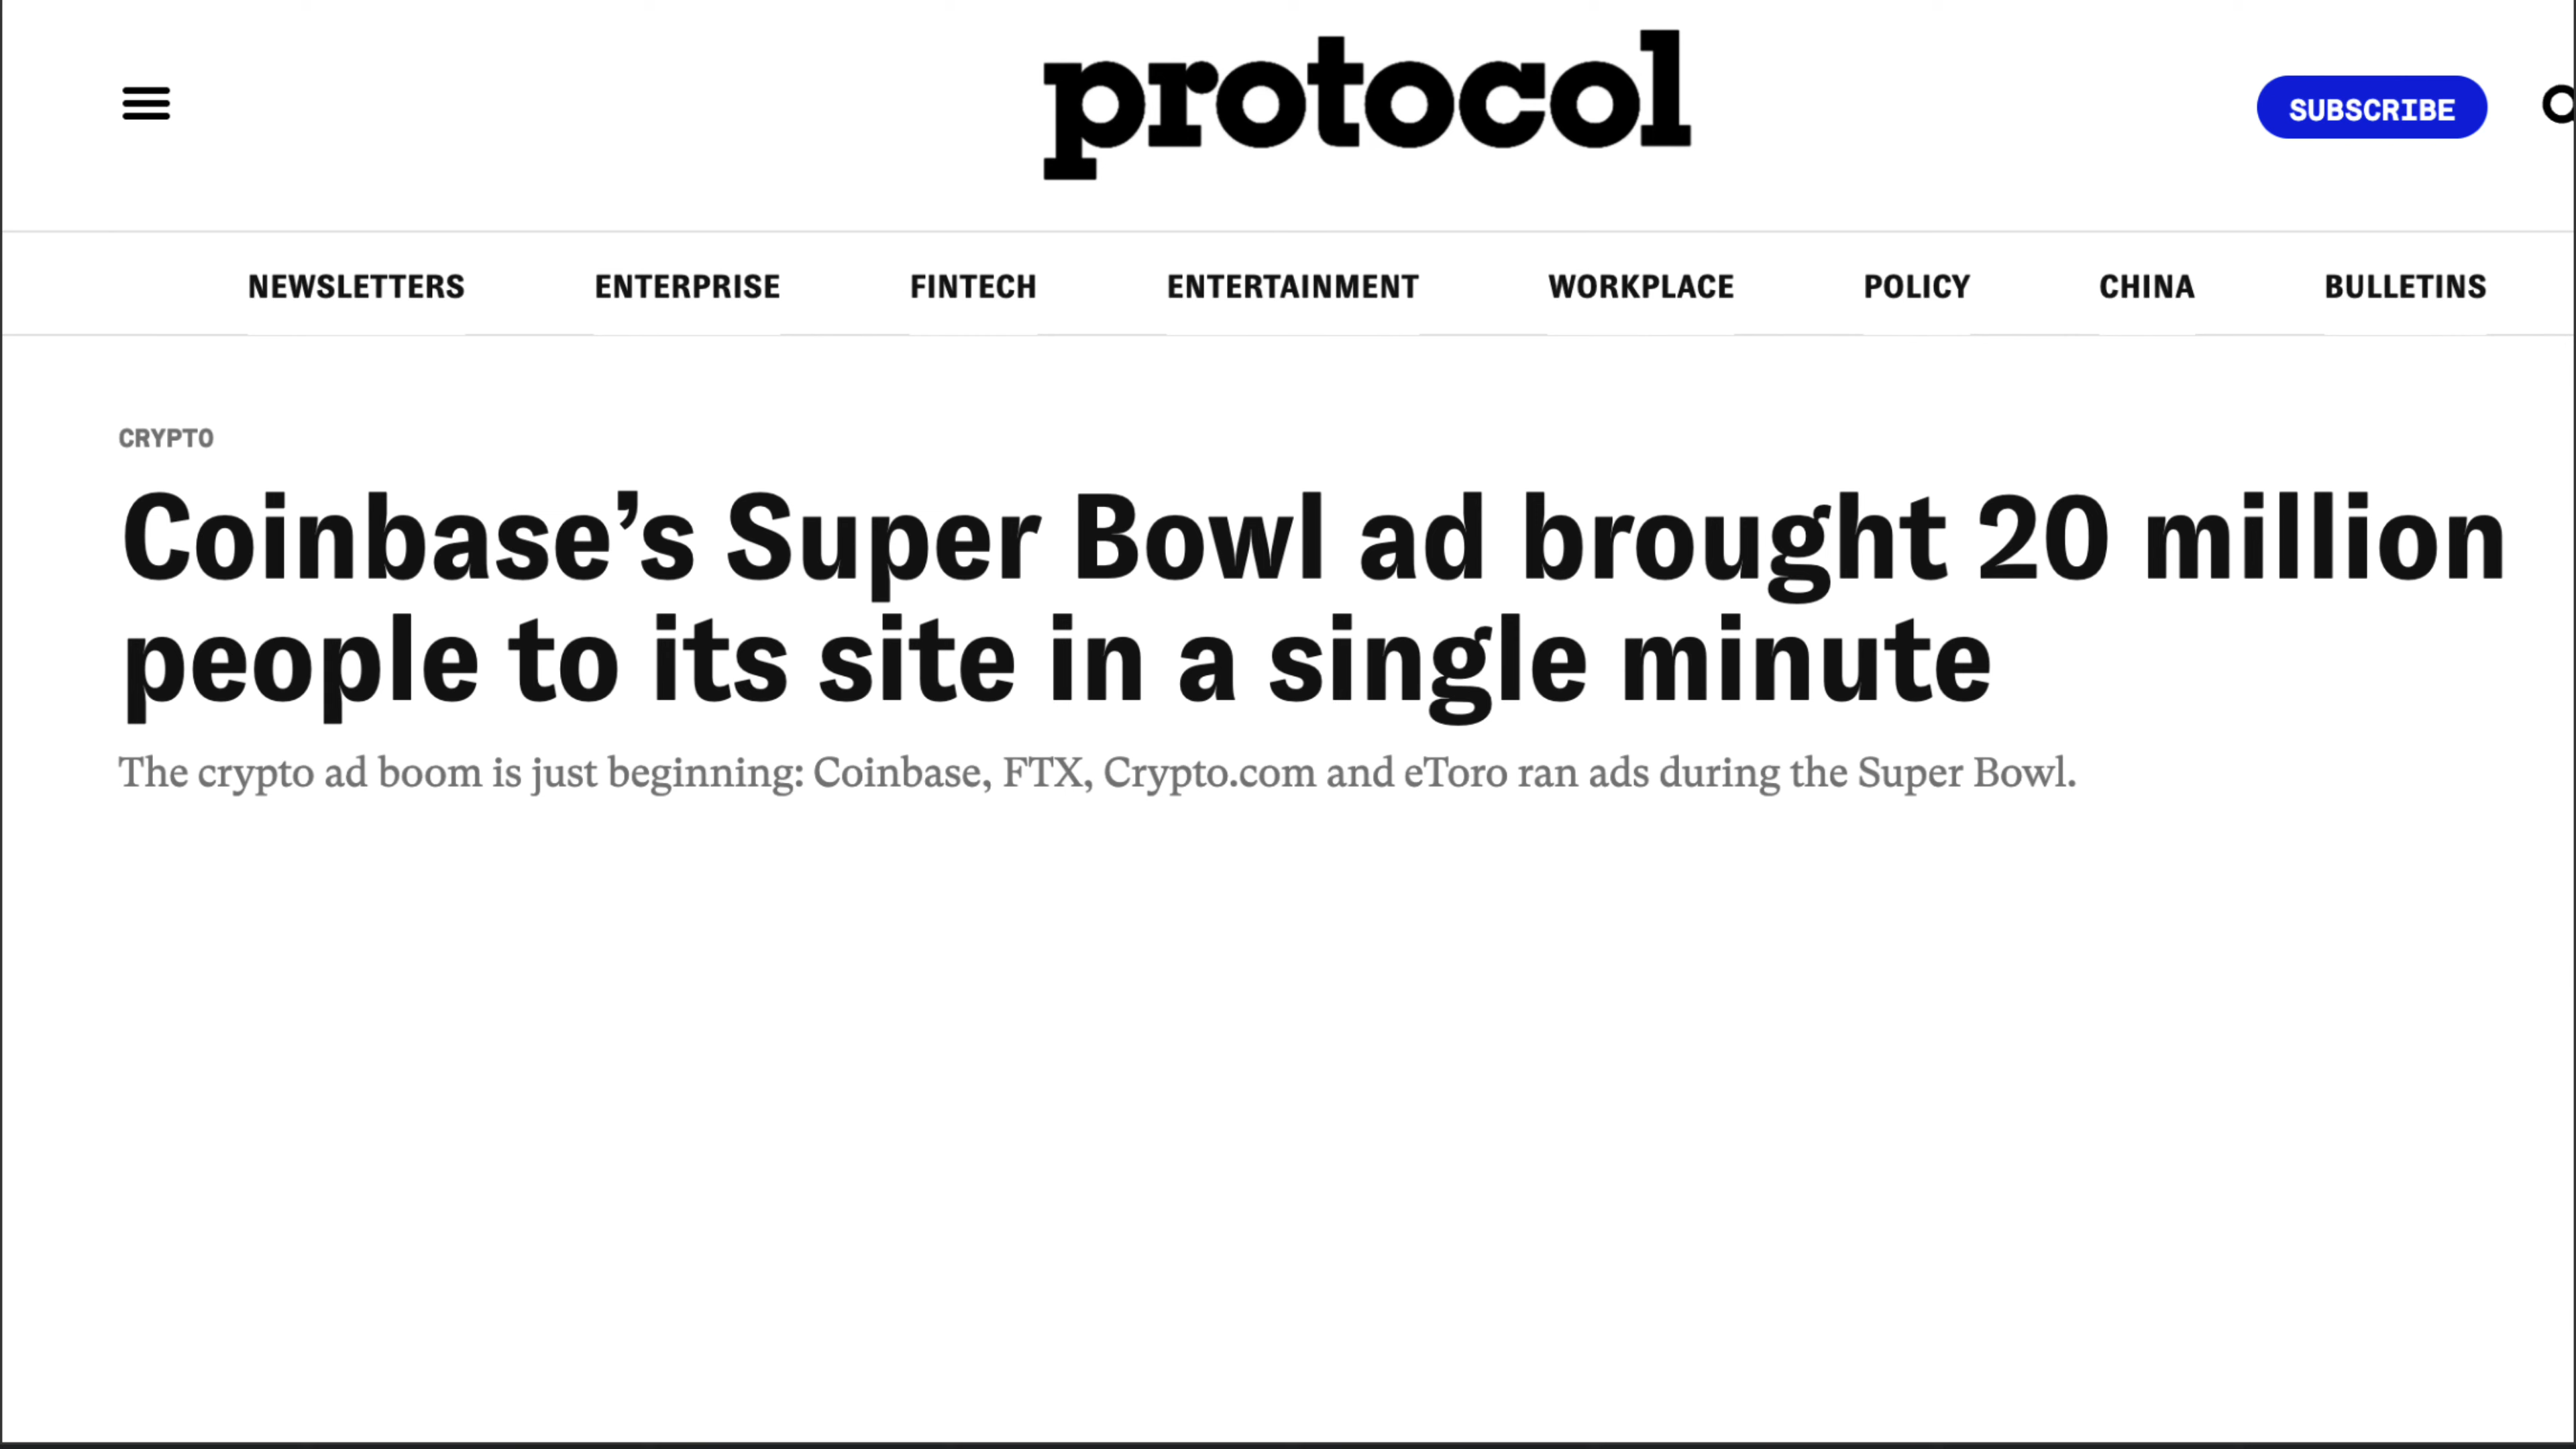 protocol
SUBSCRIBE
NEWSLETTERS ENTERPRISE FINTECH ENTERTAINMENT WORKPLACE POLICY CHINA BULLETINS
CRYPTO
Coinbase’s Super Bowl ad brought 20 million
people to its site in a single minute
The crypto ad boom is just beginning: Coinbase, FTX, Crypto.com and eToro ran ads during the Super Bowl.